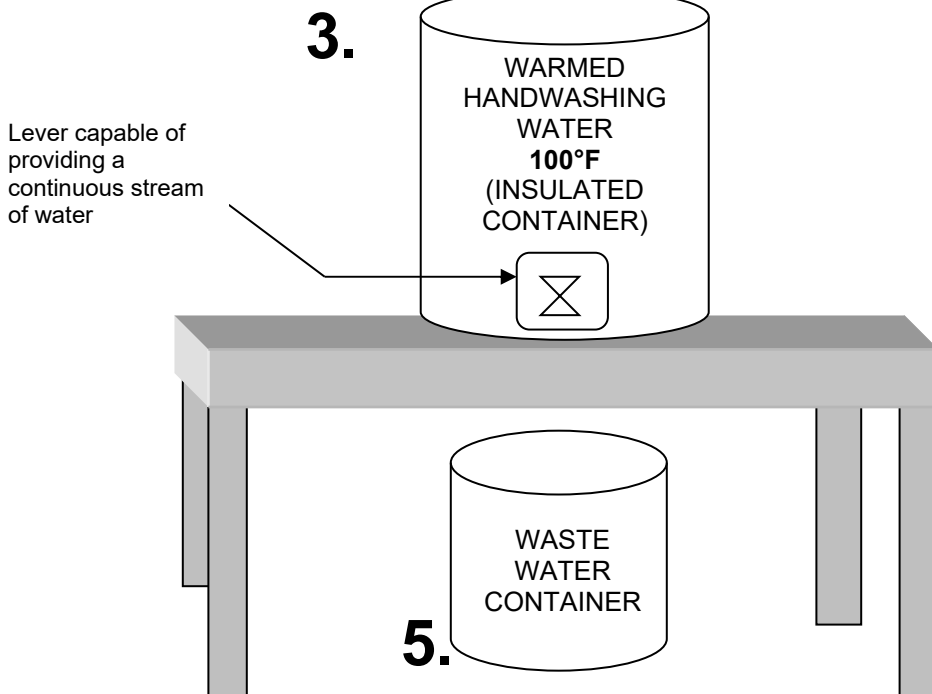 3.
WARMED
HANDWASHING
WATER
100°F
(INSULATED
CONTAINER)
Lever capable of
providing a
continuous stream
of water
WASTE
WATER
CONTAINER
5.